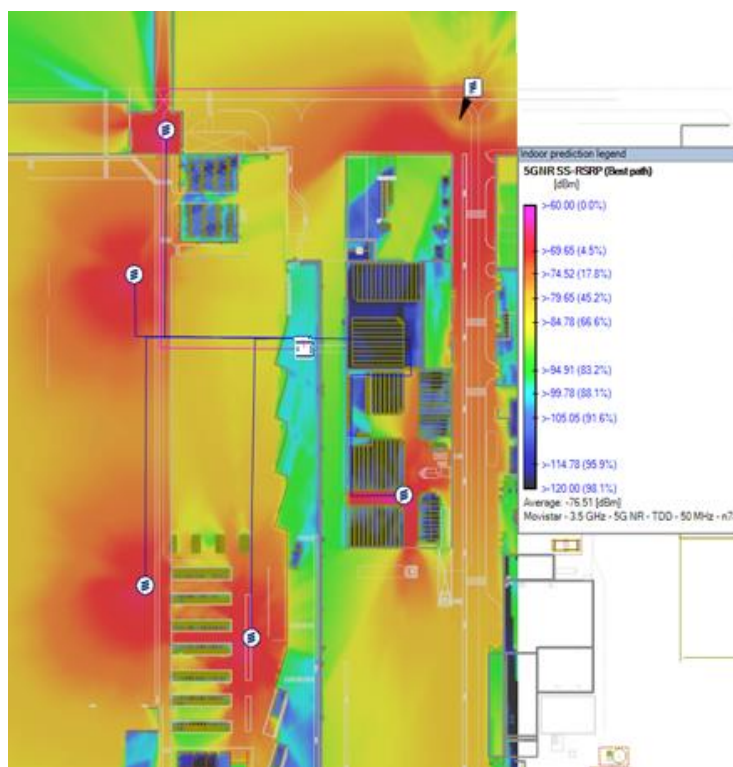 Indoor prediction legend
5GNR SS-RSRP (Best path)
[dBm]
>-60.00 (0.0%)
>-69.65 (4.5%)
>-74.52 (17.8%)
>-79.65 (45.2%)
>-84.78 (66.6%)
>-94.91 (83.2%)
>-99.78 (88.1%)
>-105.05 (91.6%)
>-114.78 (95.9%)
>-120.00 (98.1%)
Average: -76.51 [dBm]
Movistar - 3.5 GHz - 5G NR - TDD - 50 MHz - n7